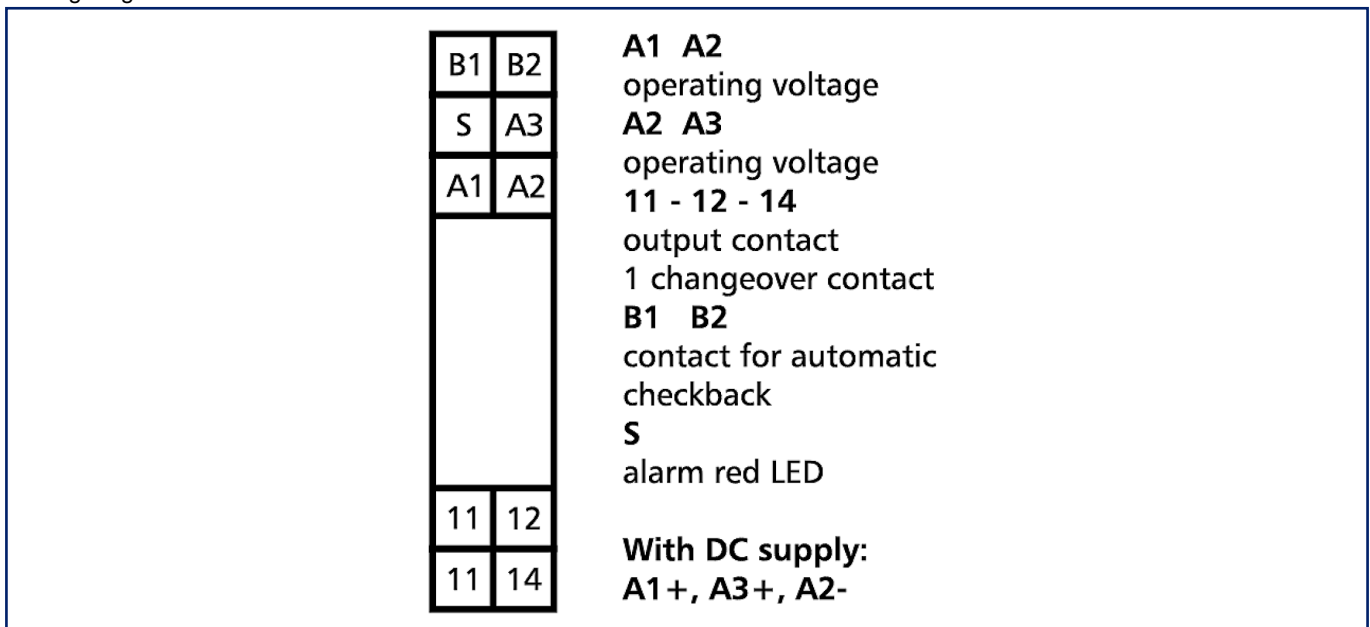 B1 B2
S A3
A1 A2
11 12
11 14
A1 A2
operating voltage
A2 A3
operating voltage
11 - 12 - 14
output contact
1 changeover contact
B1 B2
contact for automatic
checkback
S
alarm red LED
With DC supply:
A1+, A3+, A2-